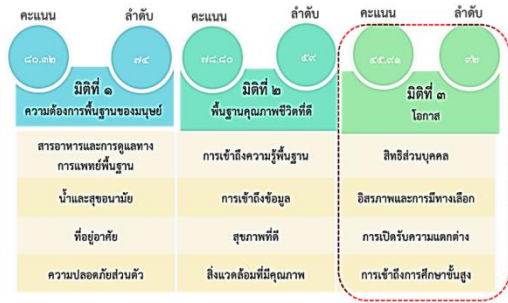 คะแนน ลำดับ คะแนน ลำดับ คะแนน ลำดับ
๘๐.๓๒ ๗๔ ๗๘.๘๐ ๕๙ ๔๕.๙๑ ๙๒
มิติที่ ๑ มิติที่ ๒ มิติที่ ๓
ความต้องการพื้นฐานของมนุษย์ พื้นฐานคุณภาพชีวิตที่ดี โอกาส
สารอาหารและการดูแลทาง
การแพทย์พื้นฐาน การเข้าถึงความรู้พื้นฐาน สิทธิส่วนบุคคล
น้ำและสุขอนามัย การเข้าถึงข้อมูล อิสรภาพและการมีทางเลือก
ที่อยู่อาศัย สุขภาพที่ดี การเปิดรับความแตกต่าง
ความปลอดภัยส่วนตัว สิ่งแวดล้อมที่มีคุณภาพ การเข้าถึงการศึกษาขั้นสูง